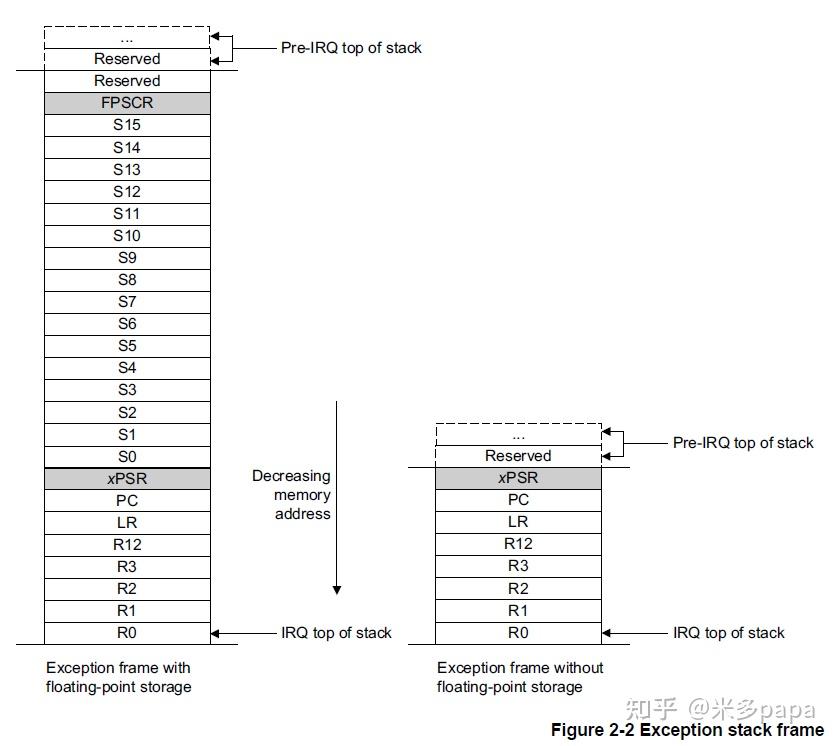 ...
Reserved
Pre-IRQ top of stack
Reserved
FPSCR
S15
S14
S13
S12
S11
S10
S9
S8
S7
S6
S5
S4
S3
S2
S1
S0
xPSR
PC
LR
R12
R3
R2
R1
R0
IRQ top of stack
Exception frame with
floating-point storage
Decreasing
memory
address
...
Reserved
Pre-IRQ top of stack
xPSR
PC
LR
R12
R3
R2
R1
R0
IRQ top of stack
Exception frame without
floating-point storage
知乎 @米多papa
Figure 2-2 Exception stack frame